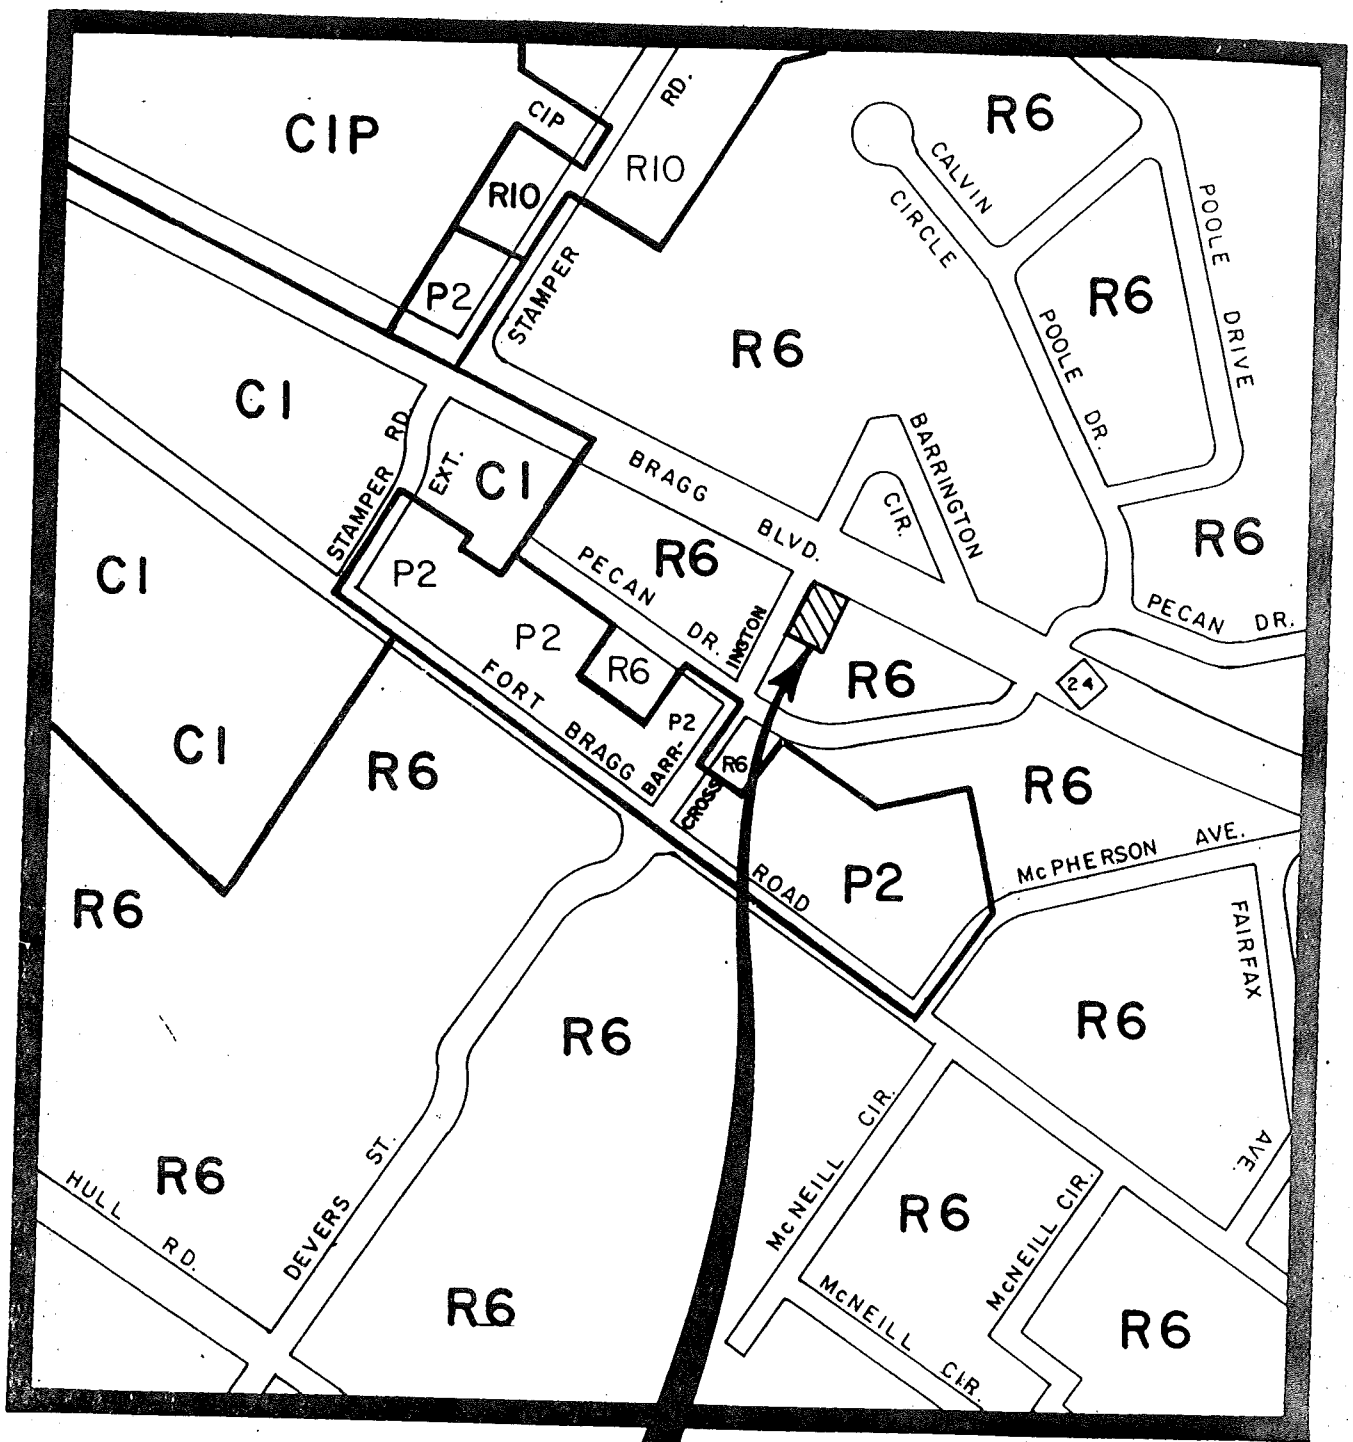 C1P
CIP
RD.
R10
R10
R6
CALVIN
CIRCLE
POOLE DRIVE
P2
STAMPER
R6
R6
POOLE DR.
C1
STAMPER RD.
EXT.
C1
BRAGG BLVD.
CIR.
BARRINGTON
R6
C1
P2
PECAN DR.
R6
INGTON
PECAN DR.
P2
R6
R6
24
FORT BRAGG
P2
BARR-
CROSS
R6
C1
R6
R6
McPHERSON AVE.
ROAD
P2
R6
FAIRFAX
R6
R6
AVE.
McNEILL CIR.
R6
HULL RD.
DEVERS ST.
R6
McNEILL CIR.
R6
McNEILL CIR.
R6